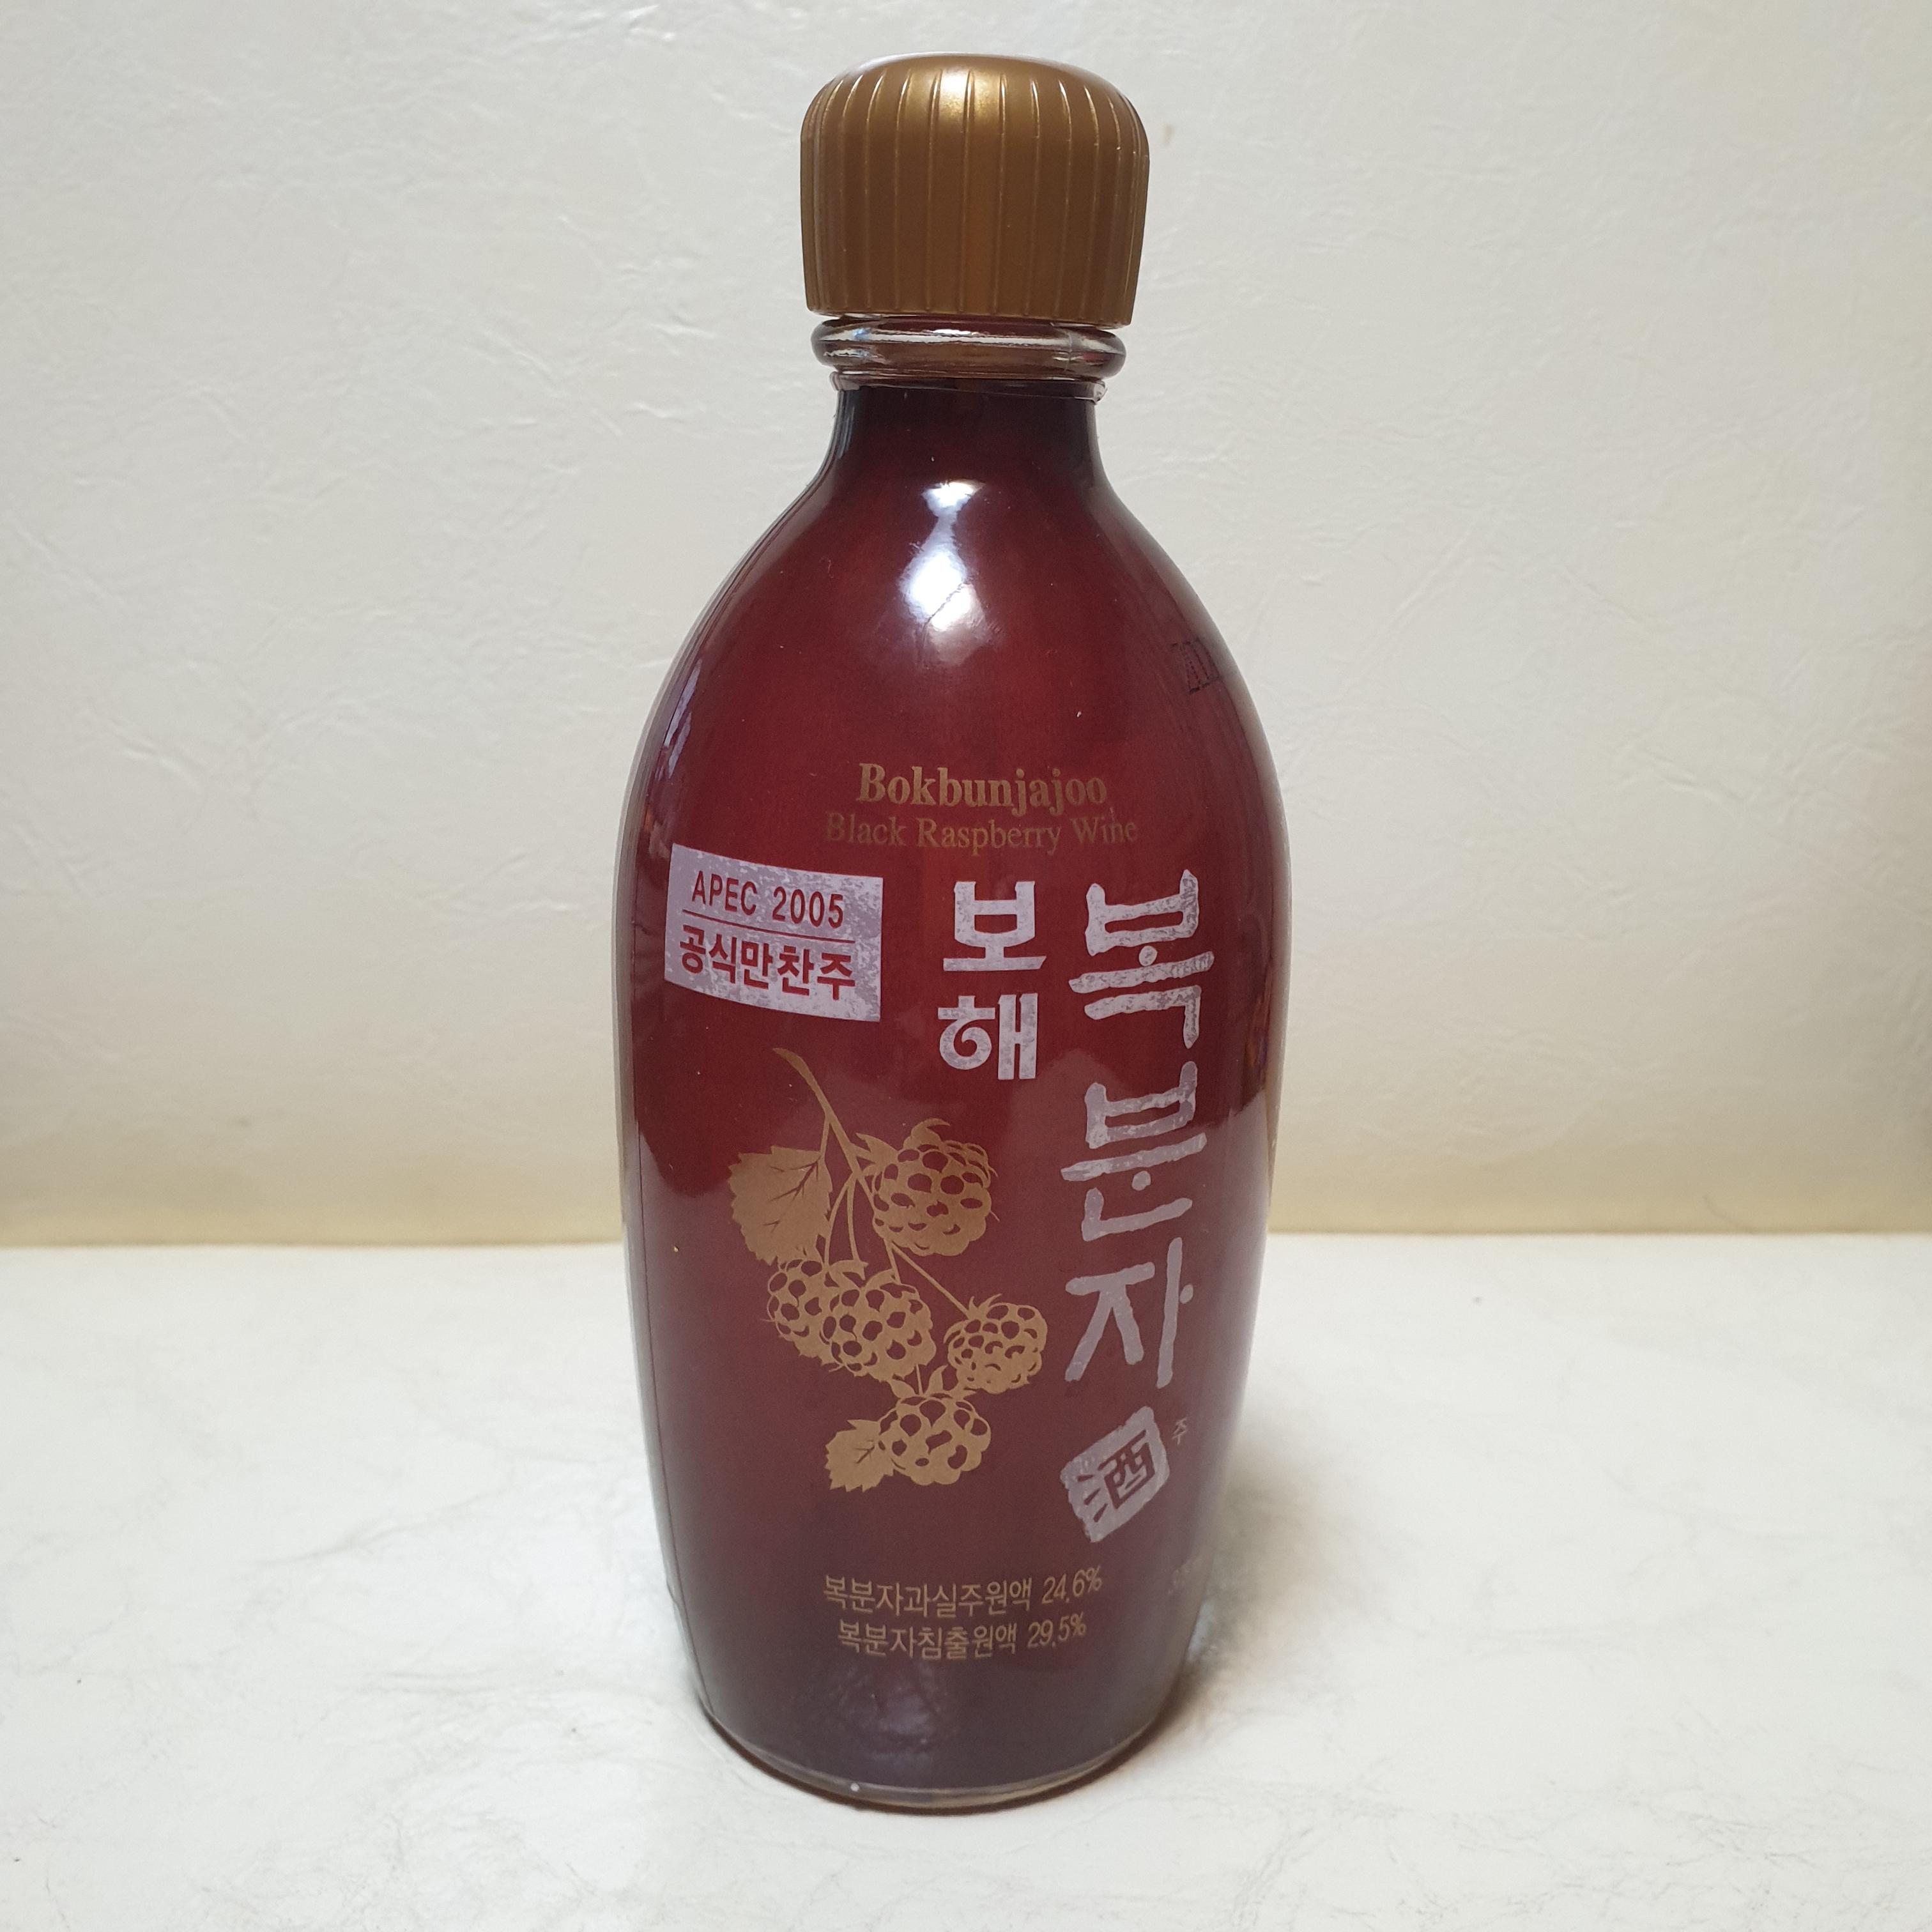 Bokbunjajoo
Black Raspberry Wine
APEC 2005
공식만찬주
보해
복분자
酒
주
복분자과실주원액 24.6%
복분자침출원액 29.5%